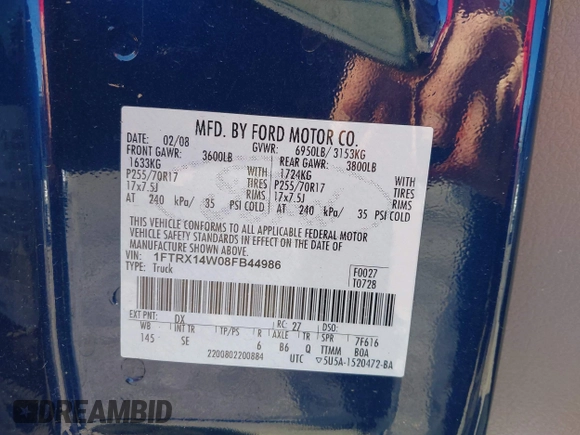 MFD. BY FORD MOTOR CO.
DATE: 02/08 GVWR: 6950LB/ 3153KG
FRONT GAWR: 3600LB REAR GAWR: 3800LB
1633KG WITH 1724KG WITH
P255/70R17 TIRES P255/70R17 TIRES
17x7.5J RIMS 17x7.5J RIMS
AT 240 kPa/ 35 PSI COLD AT 240 kPa/ 35 PSI COLD
THIS VEHICLE CONFORMS TO ALL APPLICABLE FEDERAL MOTOR
VEHICLE SAFETY STANDARDS IN EFFECT ON THE DATE OF
MANUFACTURE SHOWN ABOVE.
VIN: 1FTRX14W08FB44986 F0027
TYPE: Truck T0728
EXT PNT: DX RC: 27 DSO:
WB INT TR TP/PS R AXLE TR SPR 7F616
145 SE 6 B6 Q TTMM BOA
2200802200884 UTC 5U5A-1520472-BA
DREAMBID